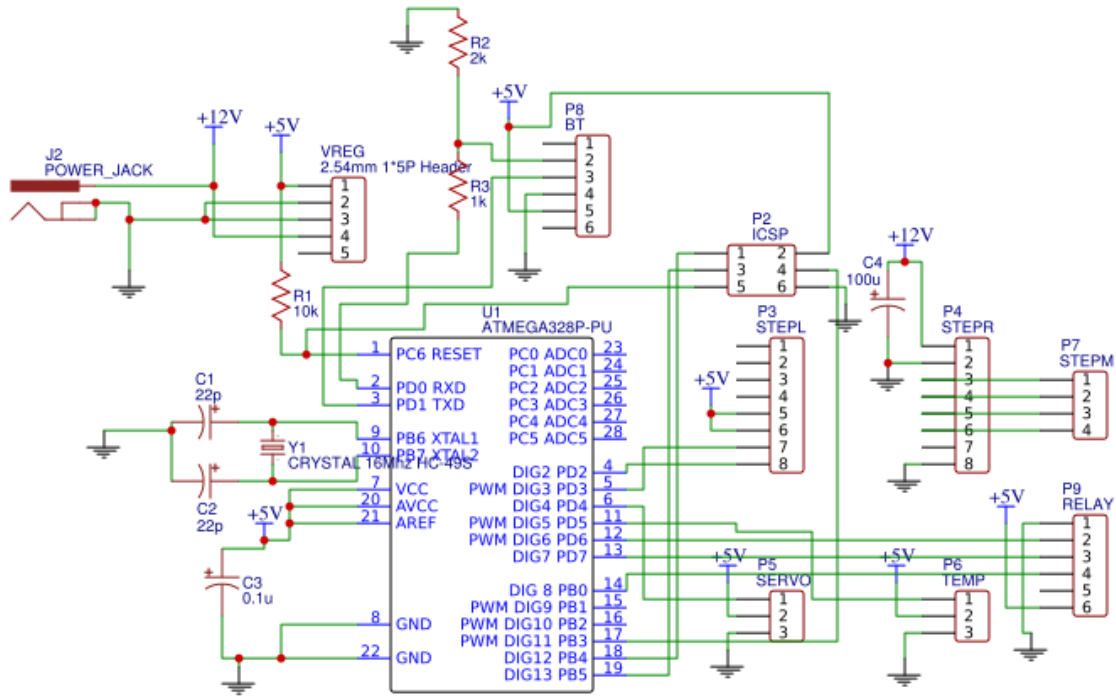 R2
2k
+5V
P8
BT
1
2
3
4
5
6
+12V
+5V
J2
POWER_JACK
VREG
2.54mm 1*5P Header
1
2
3
4
5
R3
1k
R1
10k
P2
ICSP
1 2
3 4
5 6
+12V
C4
100u
P3
STEPL
1
2
3
4
5
6
7
8
+5V
P4
STEPR
1
2
3
4
5
6
7
8
P7
STEPM
1
2
3
4
U1
ATMEGA328P-PU
1 PC6 RESET PC0 ADC0 23
PC1 ADC1 24
2 PD0 RXD PC2 ADC2 25
3 PD1 TXD PC3 ADC3 26
PC4 ADC4 27
9 PB6 XTAL1 PC5 ADC5 28
10 PB7 XTAL2
DIG2 PD2 4
7 VCC PWM DIG3 PD3 5
20 AVCC DIG4 PD4 6
21 AREF PWM DIG5 PD5 11
PWM DIG6 PD6 12
DIG7 PD7 13
DIG 8 PB0 14
PWM DIG9 PB1 15
8 GND PWM DIG10 PB2 16
PWM DIG11 PB3 17
22 GND DIG12 PB4 18
DIG13 PB5 19
C1
22p
Y1
CRYSTAL 16Mhz HC-49S
C2
22p
+5V
C3
0.1u
+5V
P5
SERVO
1
2
3
+5V
P6
TEMP
1
2
3
+5V
P9
RELAY
1
2
3
4
5
6